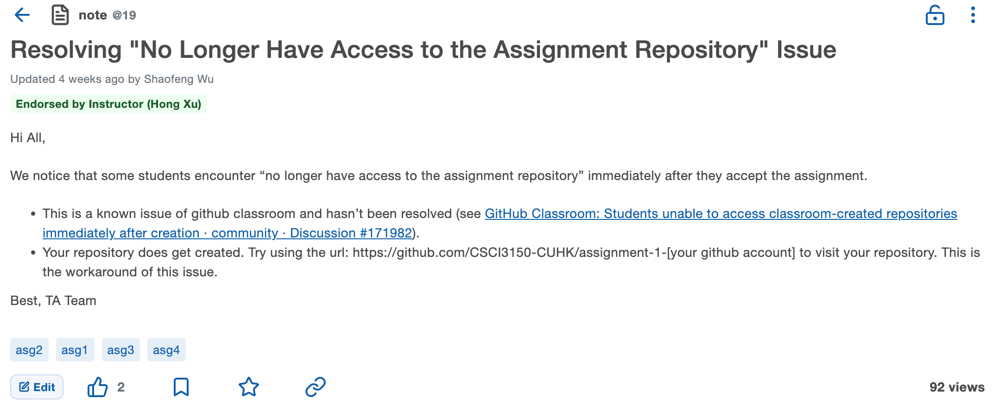 note @19
Resolving "No Longer Have Access to the Assignment Repository" Issue
Updated 4 weeks ago by Shaofeng Wu
Endorsed by Instructor (Hong Xu)
Hi All,
We notice that some students encounter “no longer have access to the assignment repository” immediately after they accept the assignment.
• This is a known issue of github classroom and hasn’t been resolved (see GitHub Classroom: Students unable to access classroom-created repositories
immediately after creation · community · Discussion #171982).
• Your repository does get created. Try using the url: https://github.com/CSCI3150-CUHK/assignment-1-[your github account] to visit your repository. This is
the workaround of this issue.
Best, TA Team
asg2 asg1 asg3 asg4
Edit 2 92 views